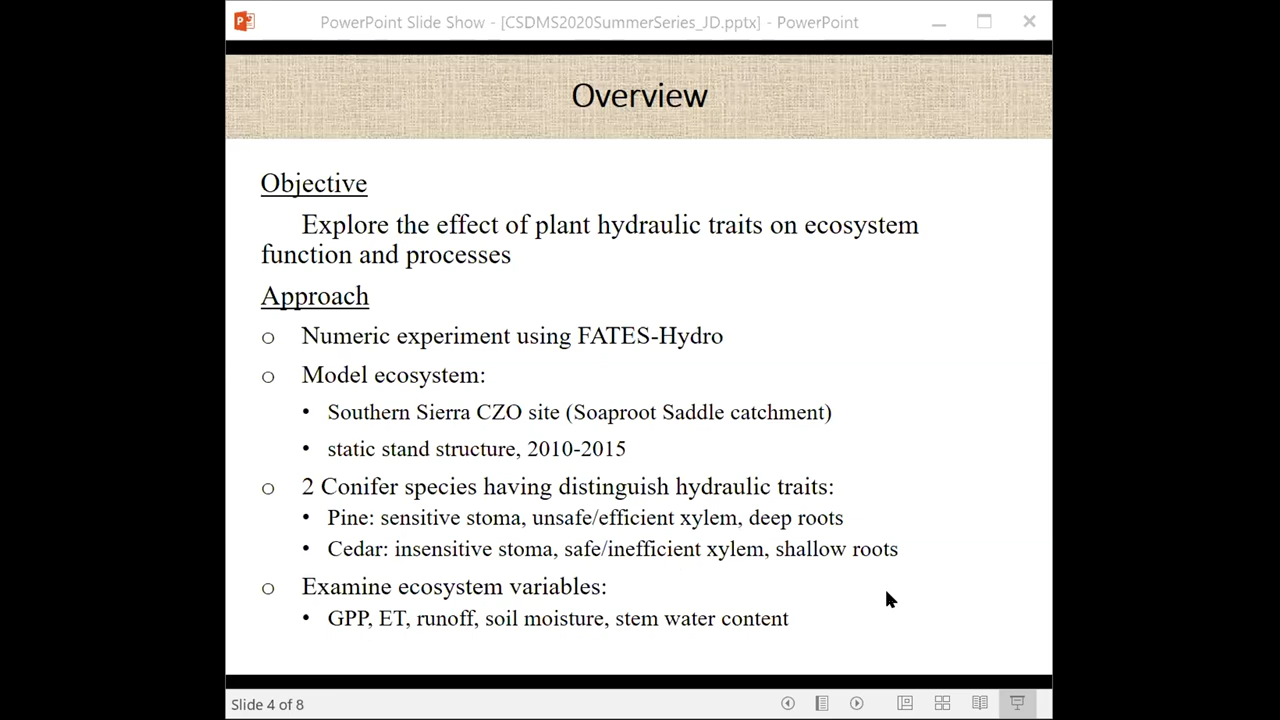 PowerPoint Slide Show - [CSDMS2020SummerSeries_JD.pptx] - PowerPoint
Overview
Objective
Explore the effect of plant hydraulic traits on ecosystem
function and processes
Approach
o Numeric experiment using FATES-Hydro
o Model ecosystem:
• Southern Sierra CZO site (Soaproot Saddle catchment)
• static stand structure, 2010-2015
o 2 Conifer species having distinguish hydraulic traits:
• Pine: sensitive stoma, unsafe/efficient xylem, deep roots
• Cedar: insensitive stoma, safe/inefficient xylem, shallow roots
o Examine ecosystem variables:
• GPP, ET, runoff, soil moisture, stem water content
Slide 4 of 8